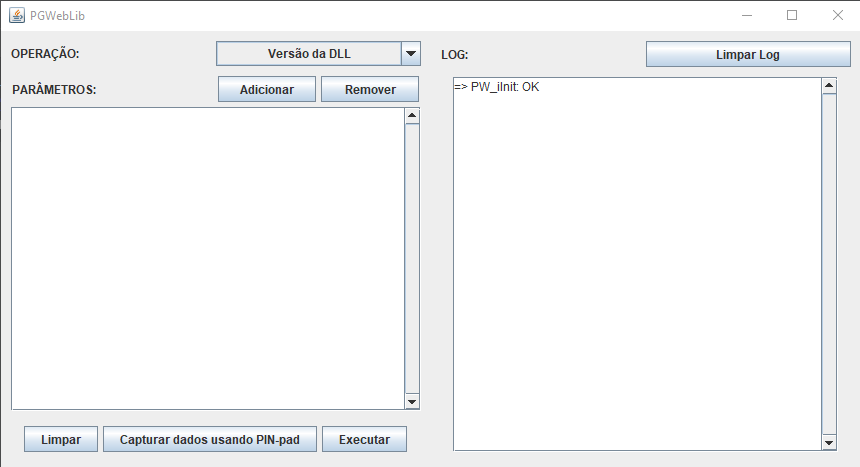 PGWebLib
OPERAÇÃO:
Versão da DLL
PARÂMETROS:
Adicionar
Remover
Limpar
Capturar dados usando PIN-pad
Executar
LOG:
Limpar Log
=> PW_iInit: OK